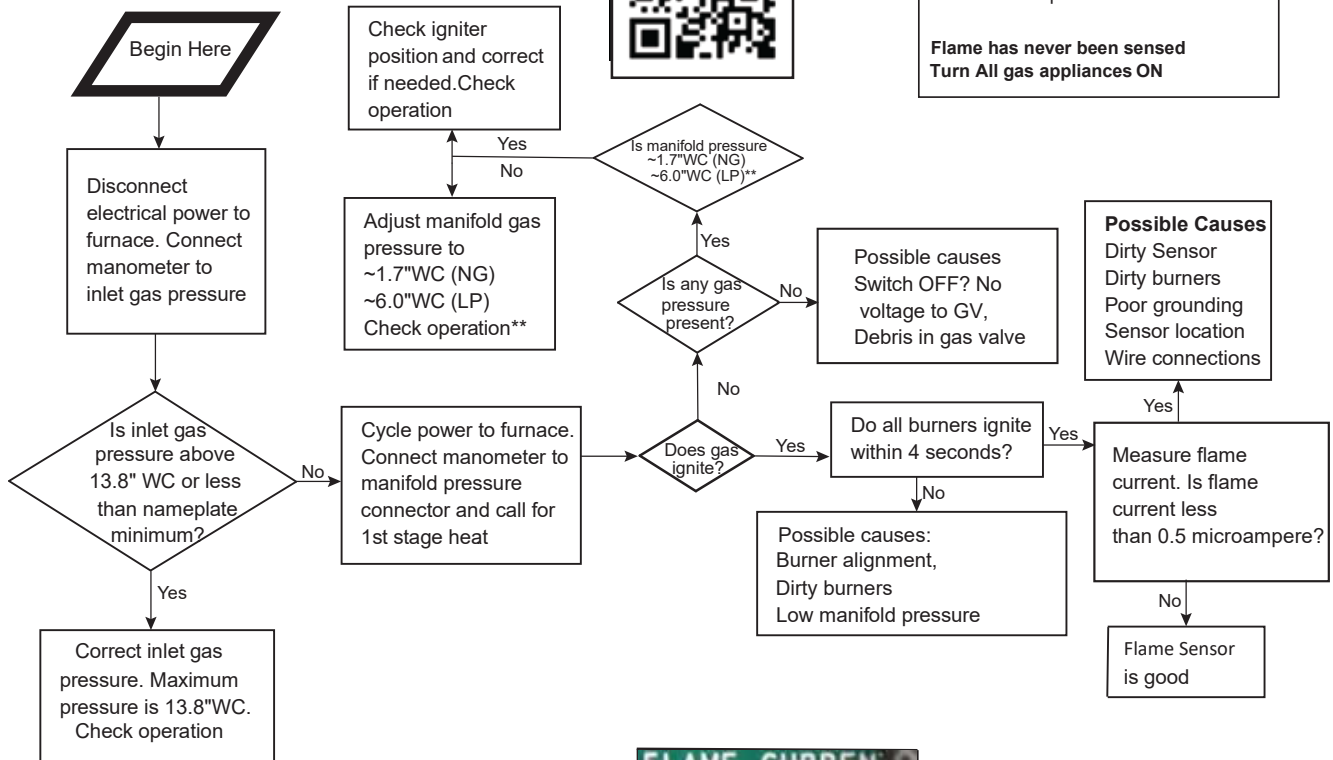 Begin Here
Check igniter
position and correct
if needed.Check
operation
Flame has never been sensed
Turn All gas appliances ON
Disconnect
electrical power to
furnace. Connect
manometer to
inlet gas pressure
Yes
No
Is manifold pressure
~1.7"WC (NG)
~6.0"WC (LP)**
Adjust manifold gas
pressure to
~1.7"WC (NG)
~6.0"WC (LP)
Check operation**
Yes
Is any gas
pressure
present?
No
Possible causes
Switch OFF? No
voltage to GV,
Debris in gas valve
Possible Causes
Dirty Sensor
Dirty burners
Poor grounding
Sensor location
Wire connections
No
Yes
Is inlet gas
pressure above
13.8" WC or less
than nameplate
minimum?
No
Cycle power to furnace.
Connect manometer to
manifold pressure
connector and call for
1st stage heat
Does gas
ignite?
Yes
Do all burners ignite
within 4 seconds?
Yes
Measure flame
current. Is flame
current less
than 0.5 microampere?
No
Possible causes:
Burner alignment,
Dirty burners
Low manifold pressure
Yes
No
Correct inlet gas
pressure. Maximum
pressure is 13.8"WC.
Check operation
Flame Sensor
is good